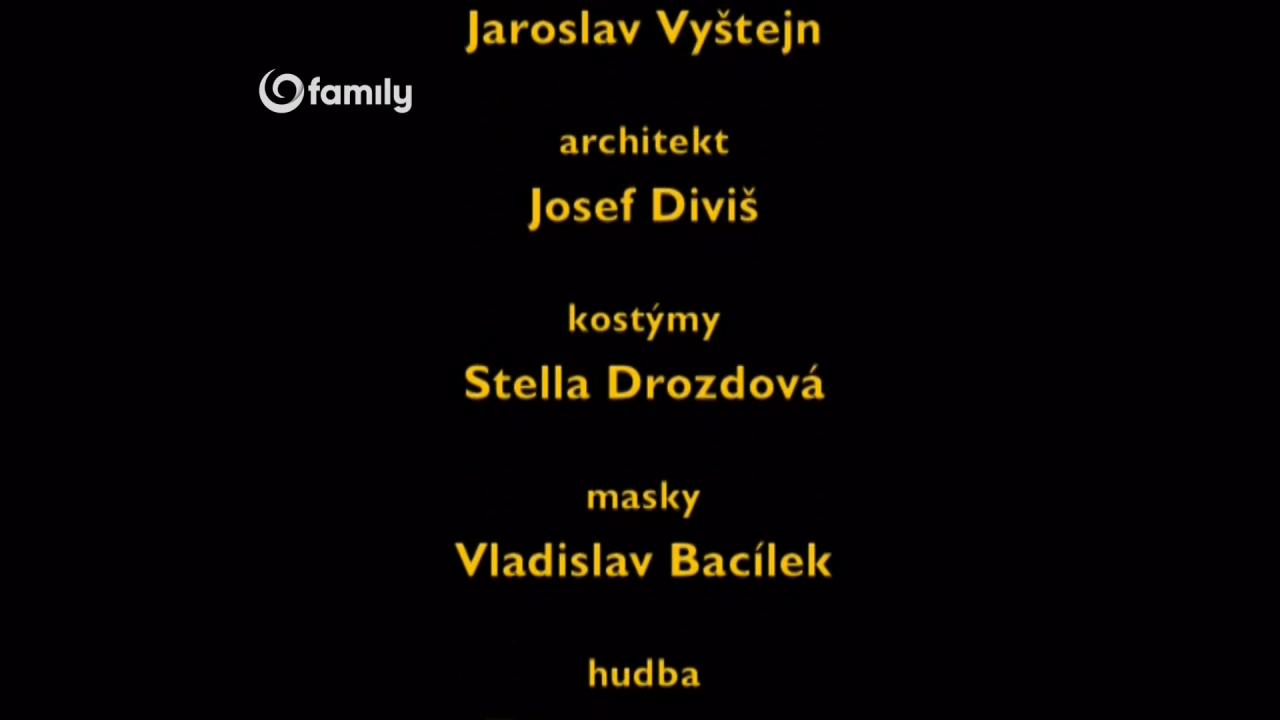 Jaroslav Vyštejn
family
architekt
Josef Diviš
kostýmy
Stella Drozdová
masky
Vladislav Bacílek
hudba